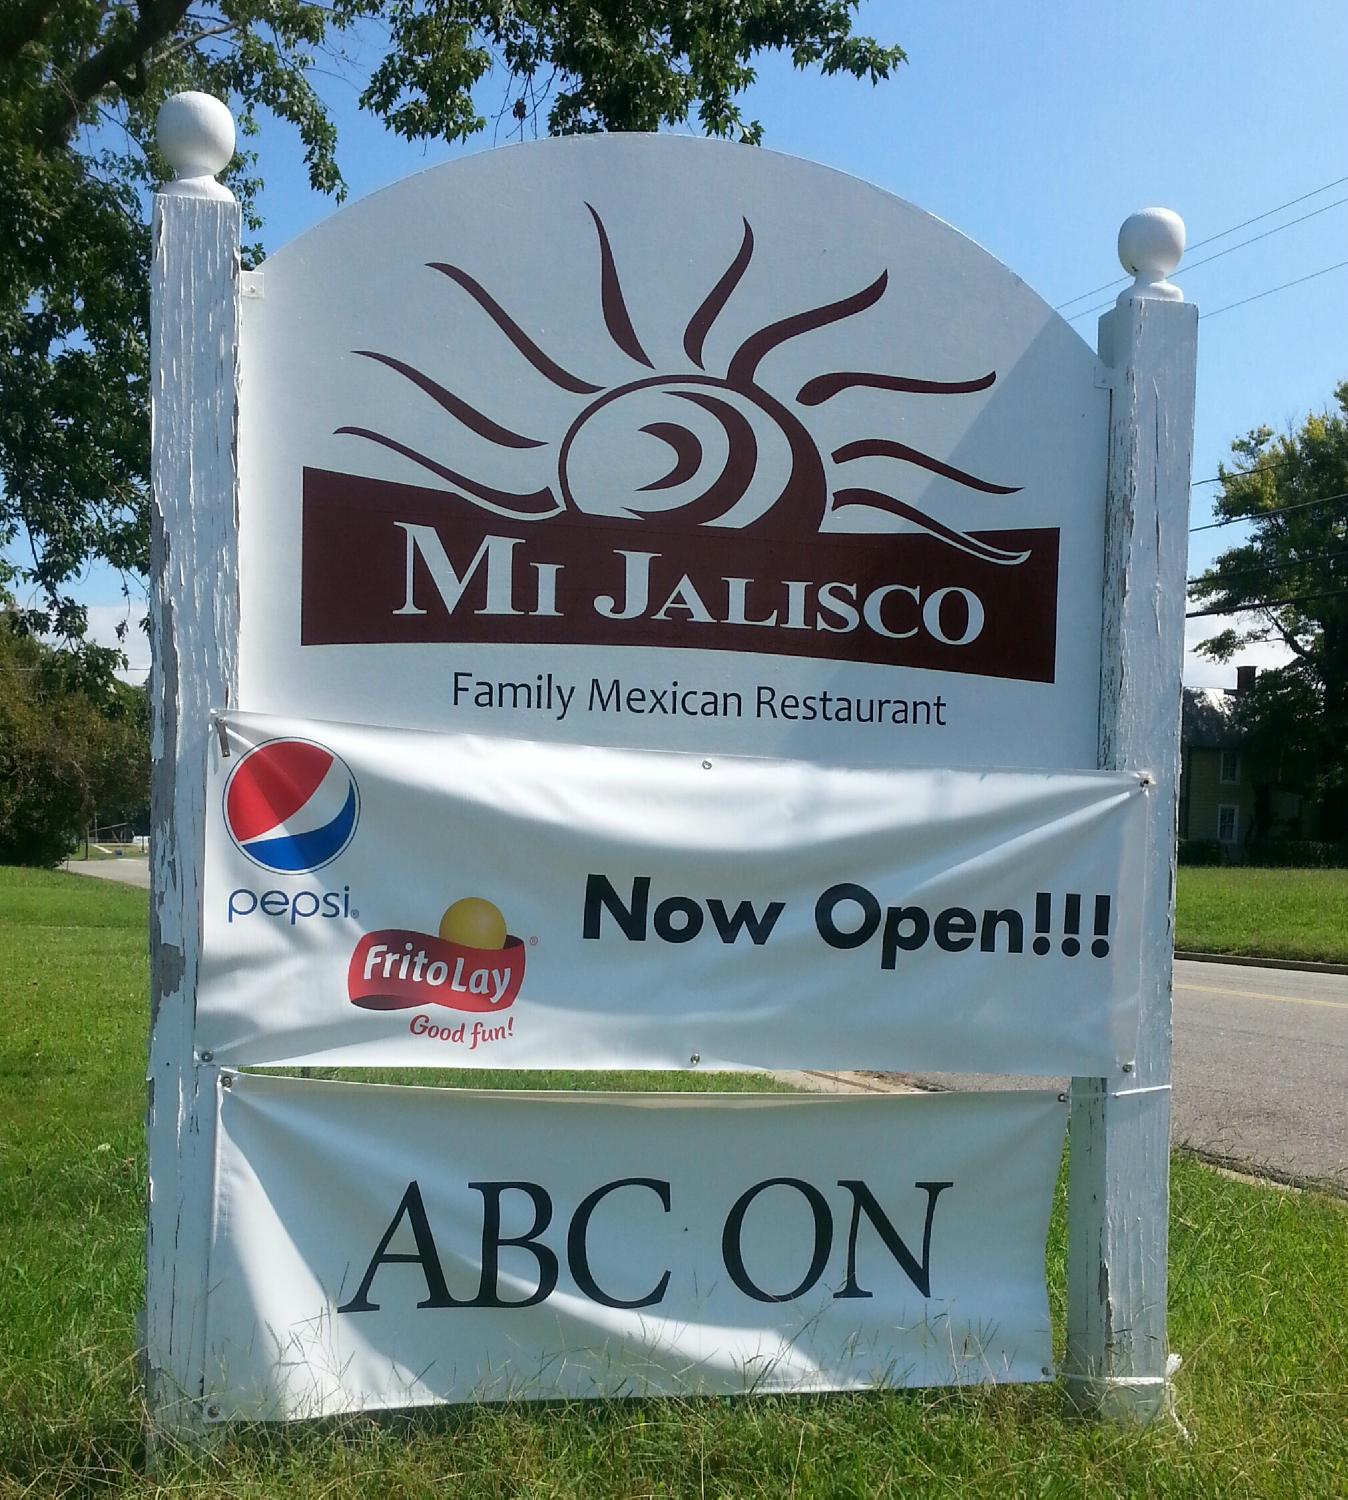 MI JALISCO
Family Mexican Restaurant
pepsi®
Now Open!!!
FritoLay®
Good fun!
ABC ON